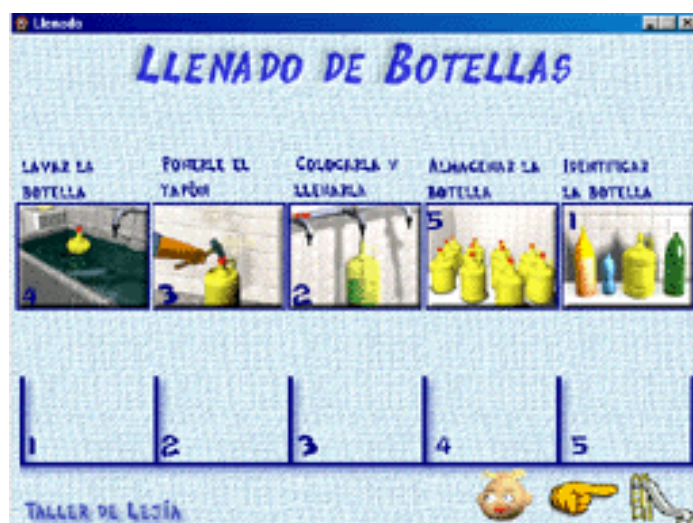 Llenado
LLENADO DE BOTELLAS
LAVAR LA
BOTELLA
PONERLE EL
TAPÓN
COLOCARLA Y
LLENARLA
ALMACENAR LA
BOTELLA
IDENTIFICAR
LA BOTELLA
4
3
2
5
1
1
2
3
4
5
TALLER DE LEJÍA